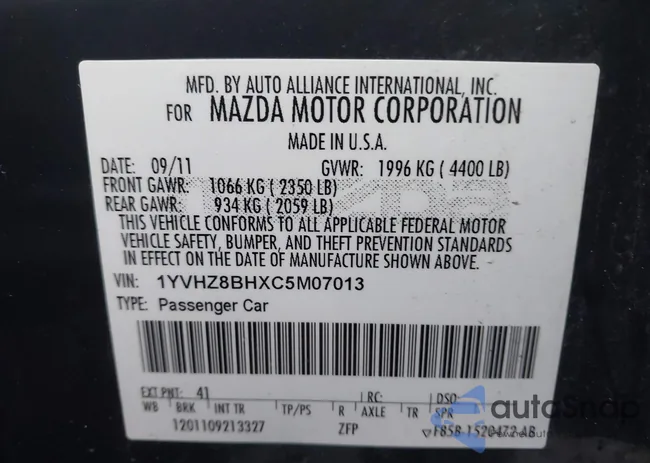 MFD. BY AUTO ALLIANCE INTERNATIONAL, INC.
FOR MAZDA MOTOR CORPORATION
MADE IN U.S.A.
DATE: 09/11 GVWR: 1996 KG ( 4400 LB)
FRONT GAWR: 1066 KG ( 2350 LB)
REAR GAWR: 934 KG ( 2059 LB)
THIS VEHICLE CONFORMS TO ALL APPLICABLE FEDERAL MOTOR
VEHICLE SAFETY, BUMPER, AND THEFT PREVENTION STANDARDS
IN EFFECT ON THE DATE OF MANUFACTURE SHOWN ABOVE.
VIN: 1YVHZ8BHXC5M07013
TYPE: Passenger Car
EXT PNT: 41 RC: DSO:
WB BRK INT TR TP/PS R AXLE TR SPR
1201109213327 ZFP F85B-1520472-AB
autoSnap